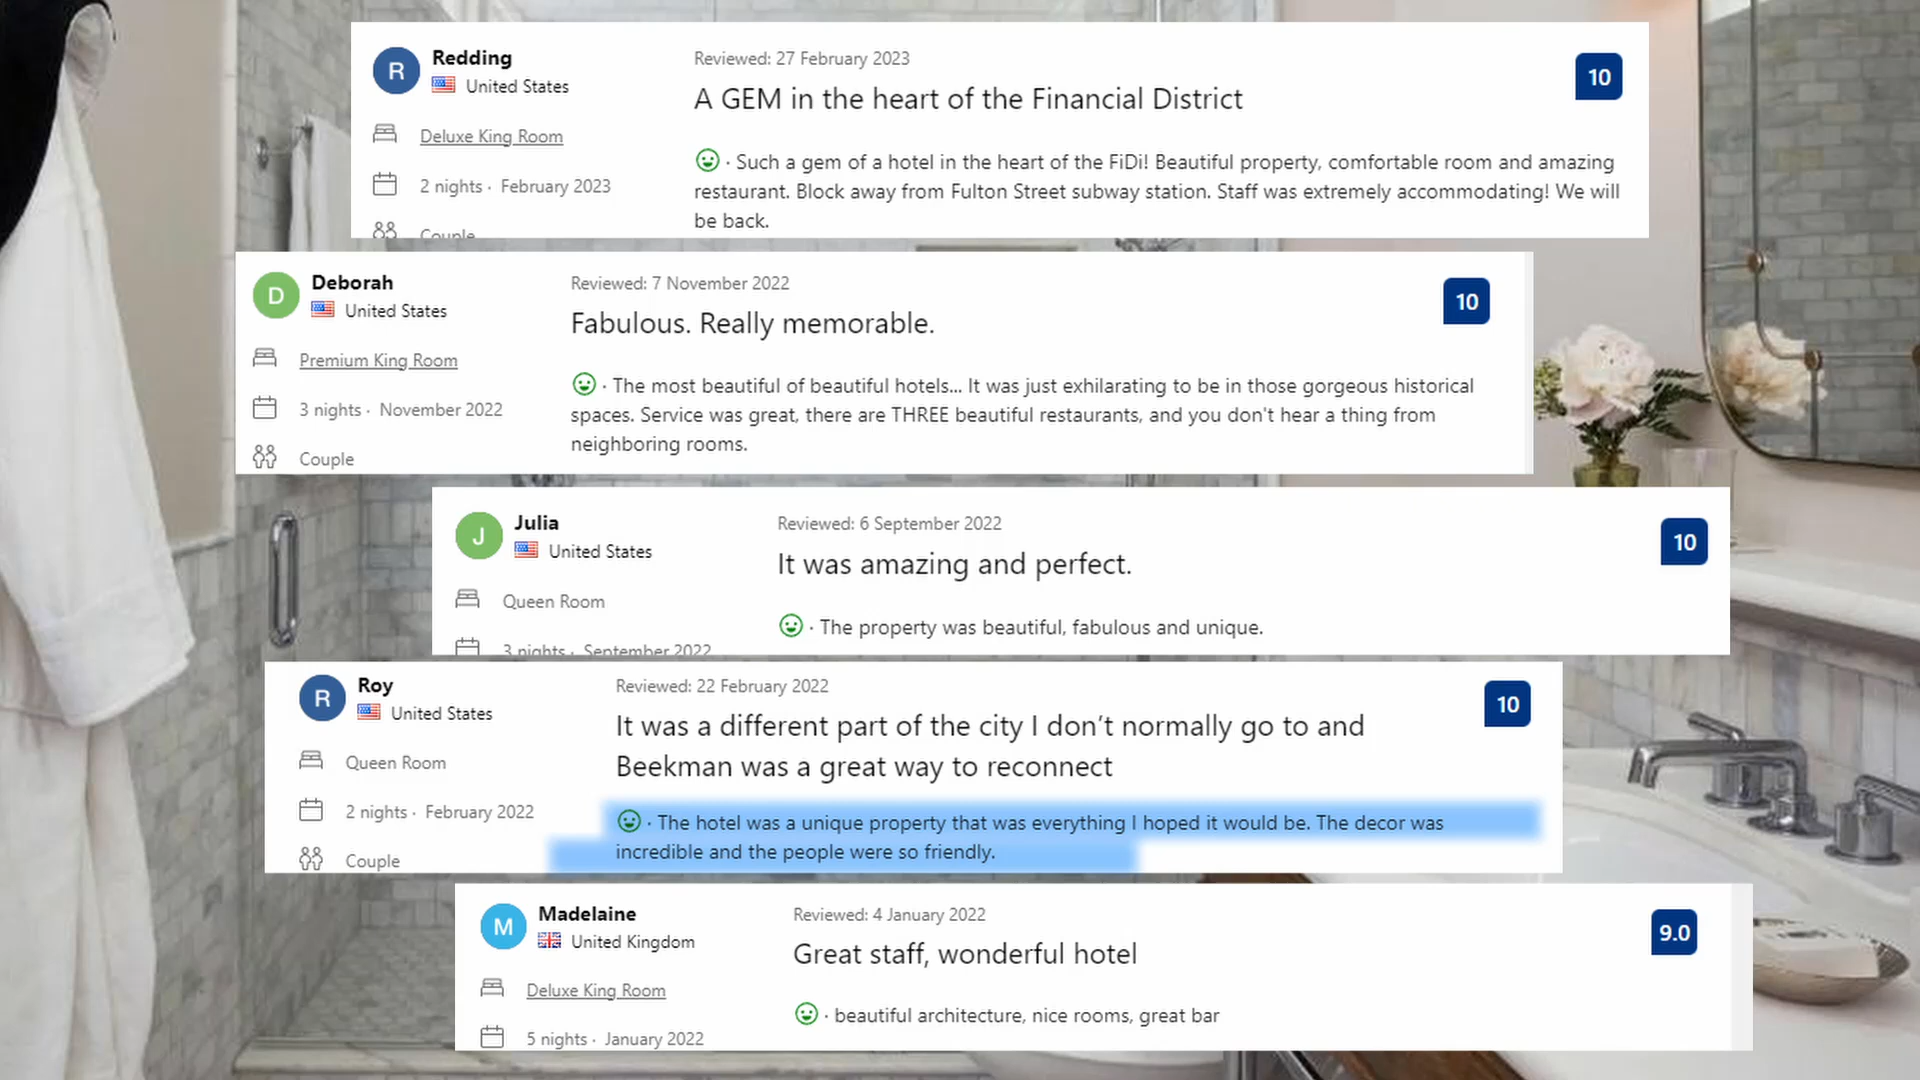 R
Redding
United States
Deluxe King Room
2 nights · February 2023
Couple
Reviewed: 27 February 2023
A GEM in the heart of the Financial District
· Such a gem of a hotel in the heart of the FiDi! Beautiful property, comfortable room and amazing
restaurant. Block away from Fulton Street subway station. Staff was extremely accommodating! We will
be back.
10
D
Deborah
United States
Premium King Room
3 nights · November 2022
Couple
Reviewed: 7 November 2022
Fabulous. Really memorable.
· The most beautiful of beautiful hotels... It was just exhilarating to be in those gorgeous historical
spaces. Service was great, there are THREE beautiful restaurants, and you don't hear a thing from
neighboring rooms.
10
J
Julia
United States
Queen Room
3 nights · September 2022
Reviewed: 6 September 2022
It was amazing and perfect.
· The property was beautiful, fabulous and unique.
10
R
Roy
United States
Queen Room
2 nights · February 2022
Couple
Reviewed: 22 February 2022
It was a different part of the city I don’t normally go to and
Beekman was a great way to reconnect
· The hotel was a unique property that was everything I hoped it would be. The decor was
incredible and the people were so friendly.
10
M
Madelaine
United Kingdom
Deluxe King Room
5 nights · January 2022
Reviewed: 4 January 2022
Great staff, wonderful hotel
· beautiful architecture, nice rooms, great bar
9.0